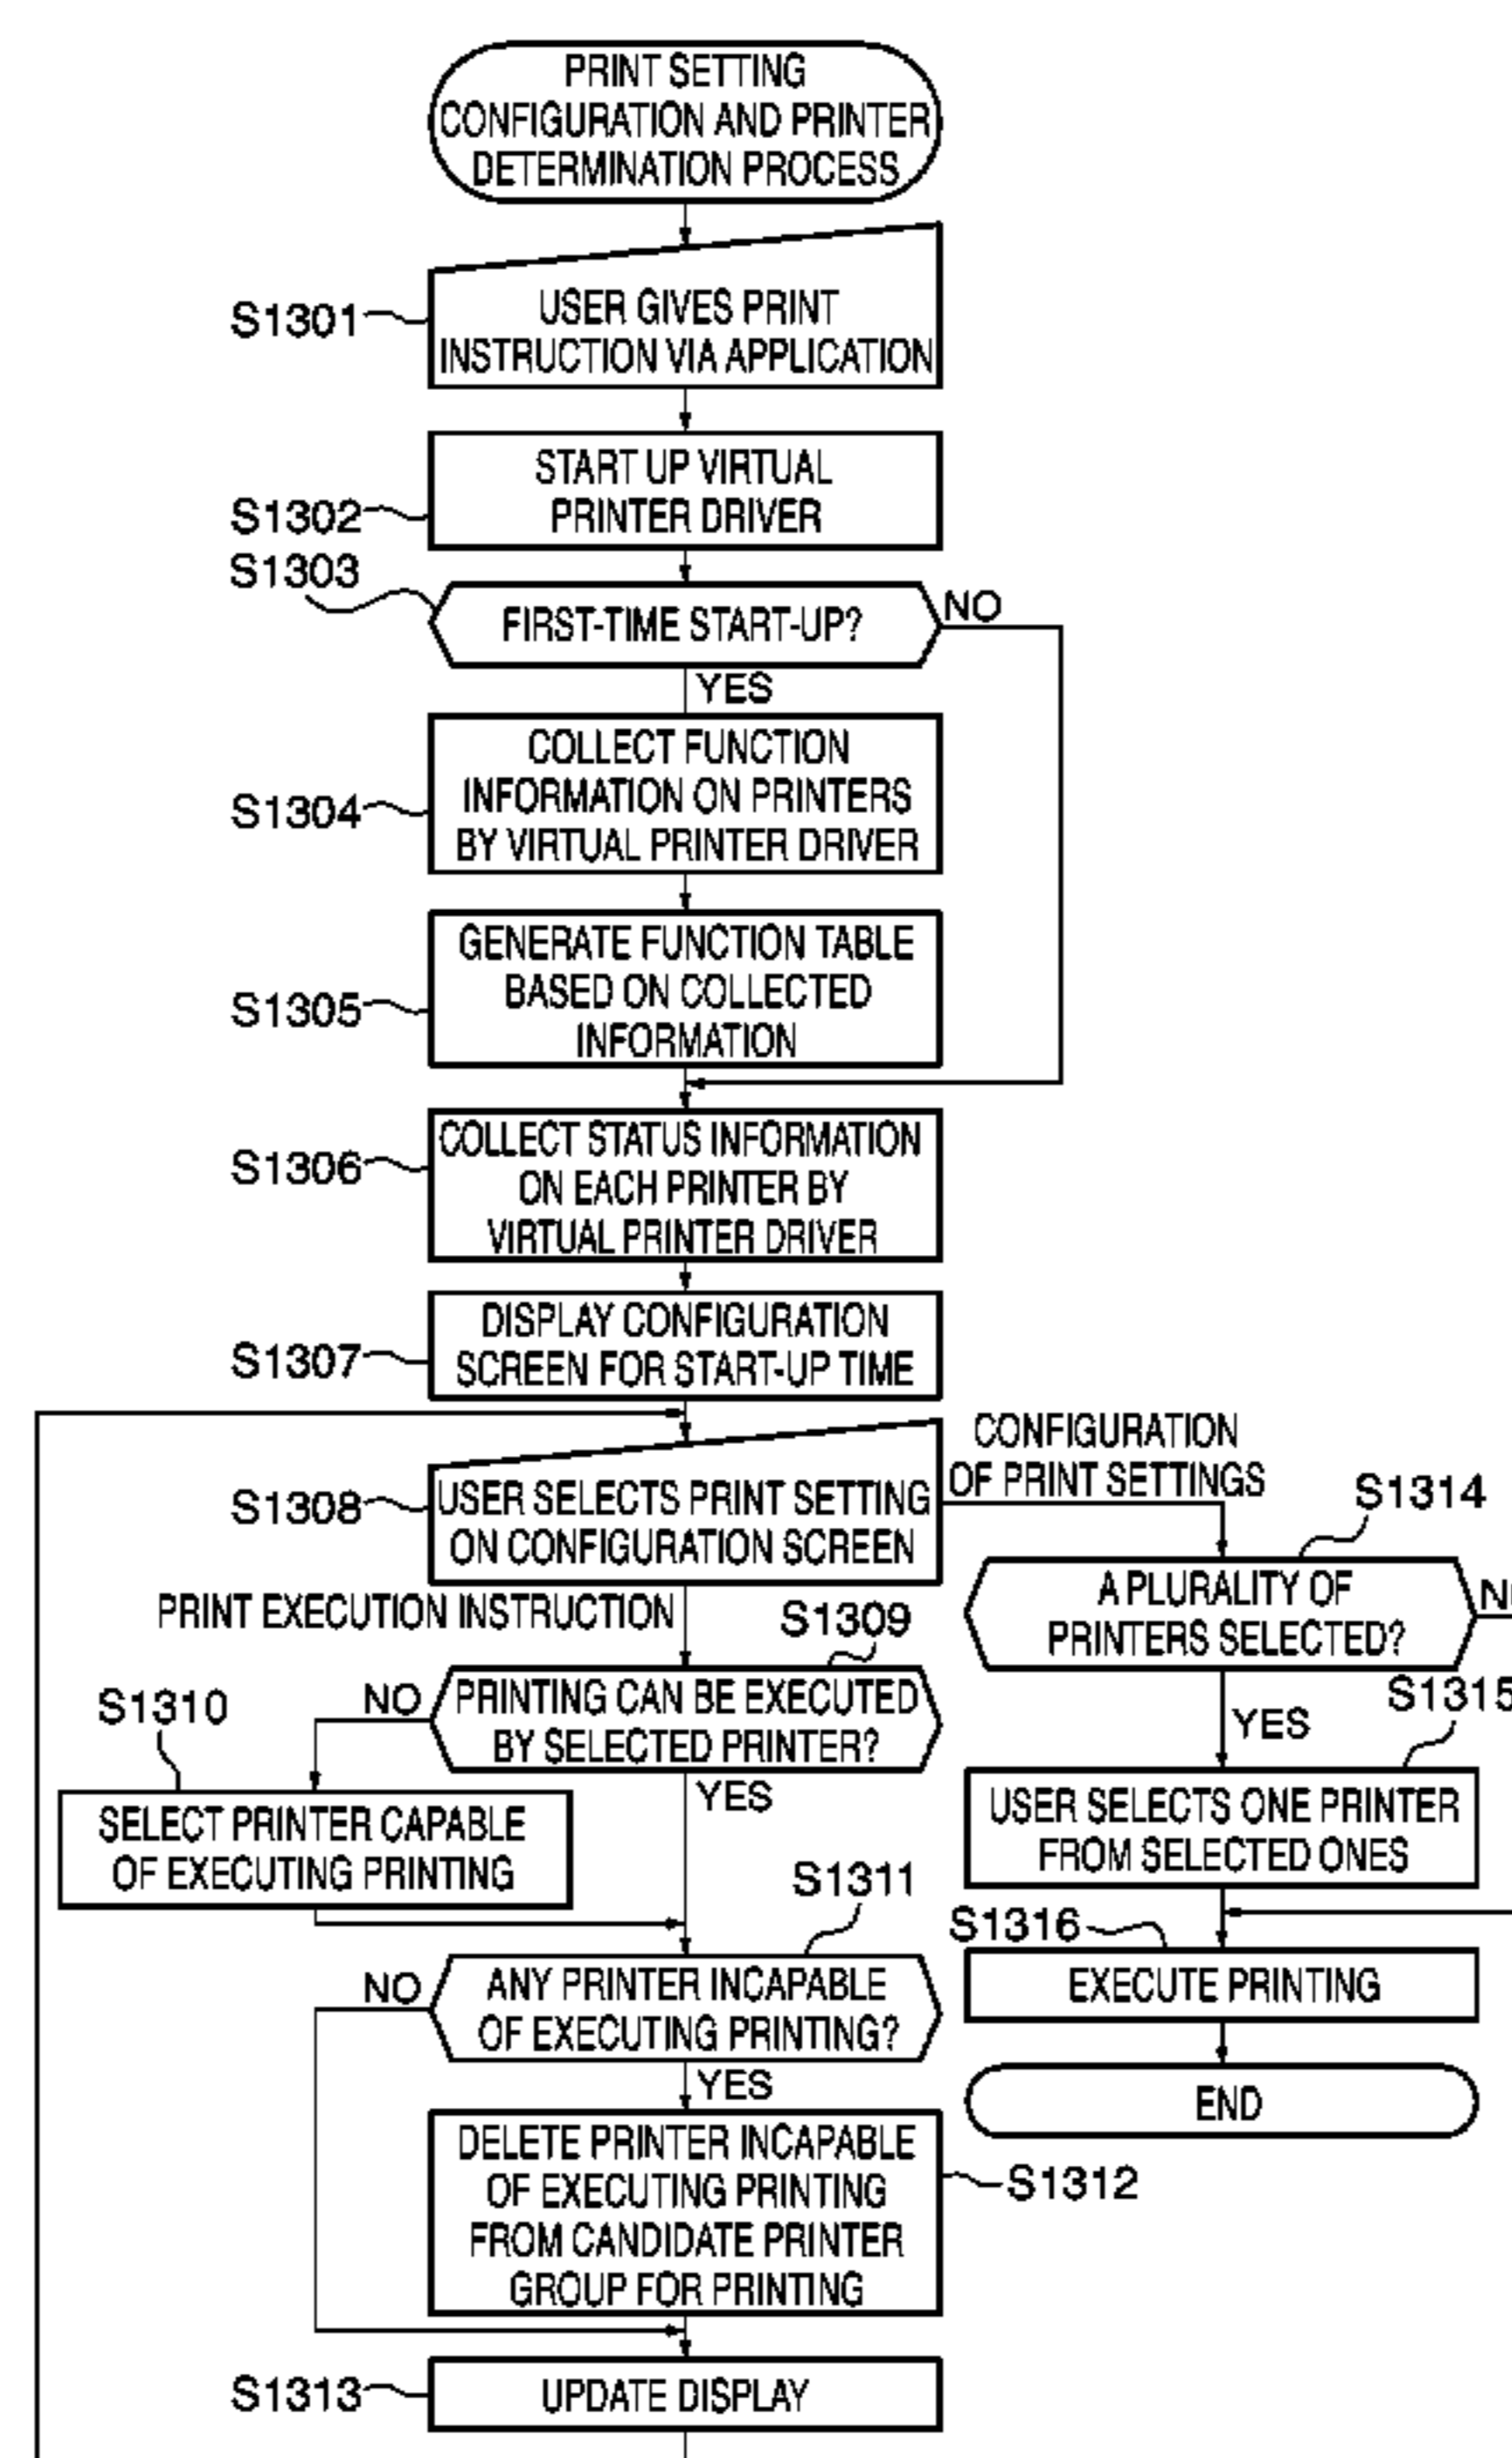 PRINT SETTING
CONFIGURATION AND PRINTER
DETERMINATION PROCESS
S1301
USER GIVES PRINT
INSTRUCTION VIA APPLICATION
S1302
START UP VIRTUAL
PRINTER DRIVER
S1303
FIRST-TIME START-UP?
NO
YES
S1304
COLLECT FUNCTION
INFORMATION ON PRINTERS
BY VIRTUAL PRINTER DRIVER
S1305
GENERATE FUNCTION TABLE
BASED ON COLLECTED
INFORMATION
S1306
COLLECT STATUS INFORMATION
ON EACH PRINTER BY
VIRTUAL PRINTER DRIVER
S1307
DISPLAY CONFIGURATION
SCREEN FOR START-UP TIME
S1308
USER SELECTS PRINT SETTING
ON CONFIGURATION SCREEN
CONFIGURATION
OF PRINT SETTINGS
PRINT EXECUTION INSTRUCTION
S1309
PRINTING CAN BE EXECUTED
BY SELECTED PRINTER?
NO
YES
S1310
SELECT PRINTER CAPABLE
OF EXECUTING PRINTING
S1311
ANY PRINTER INCAPABLE
OF EXECUTING PRINTING?
NO
YES
DELETE PRINTER INCAPABLE
OF EXECUTING PRINTING
FROM CANDIDATE PRINTER
GROUP FOR PRINTING
S1312
S1313
UPDATE DISPLAY
S1314
A PLURALITY OF
PRINTERS SELECTED?
YES
S1315
USER SELECTS ONE PRINTER
FROM SELECTED ONES
S1316
EXECUTE PRINTING
END